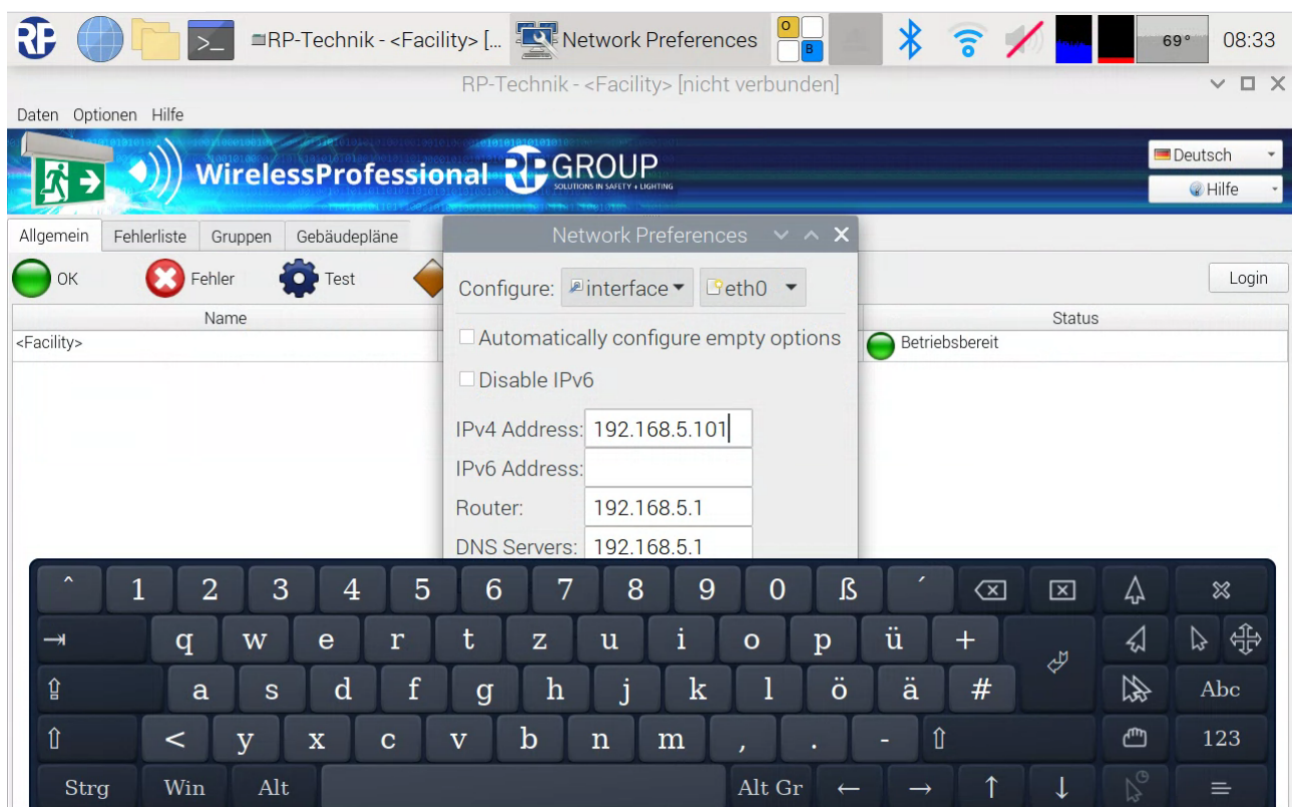 RP-Technik - <Facility> [... Network Preferences O B 69° 08:33
RP-Technik - <Facility> [nicht verbunden]
Daten Optionen Hilfe
WirelessProfessional RP GROUP
SOLUTIONS IN SAFETY + LIGHTING
Deutsch
Hilfe
Allgemein Fehlerliste Gruppen Gebäudepläne
OK Fehler Test
Login
Name Status
<Facility> Betriebsbereit
Network Preferences
Configure: interface eth0
Automatically configure empty options
Disable IPv6
IPv4 Address: 192.168.5.101
IPv6 Address:
Router: 192.168.5.1
DNS Servers: 192.168.5.1
^ 1 2 3 4 5 6 7 8 9 0 ß ´
q w e r t z u i o p ü +
a s d f g h j k l ö ä # Abc
< y x c v b n m , . - 123
Strg Win Alt Alt Gr ← → ↑ ↓